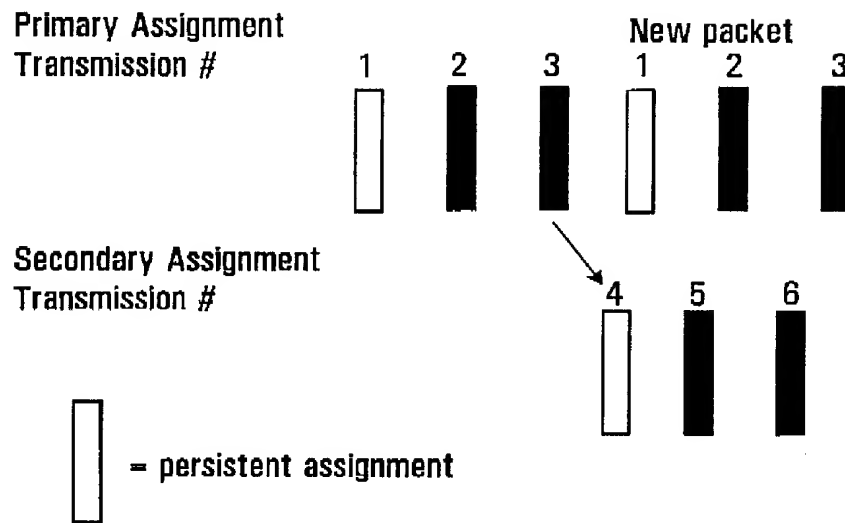 Primary Assignment
New packet
Transmission # 1 2 3 1 2 3
Secondary Assignment
Transmission # 4 5 6
= persistent assignment